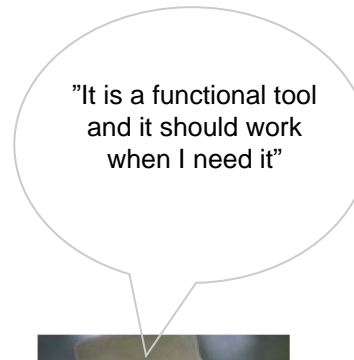 ”It is a functional tool
and it should work
when I need it”